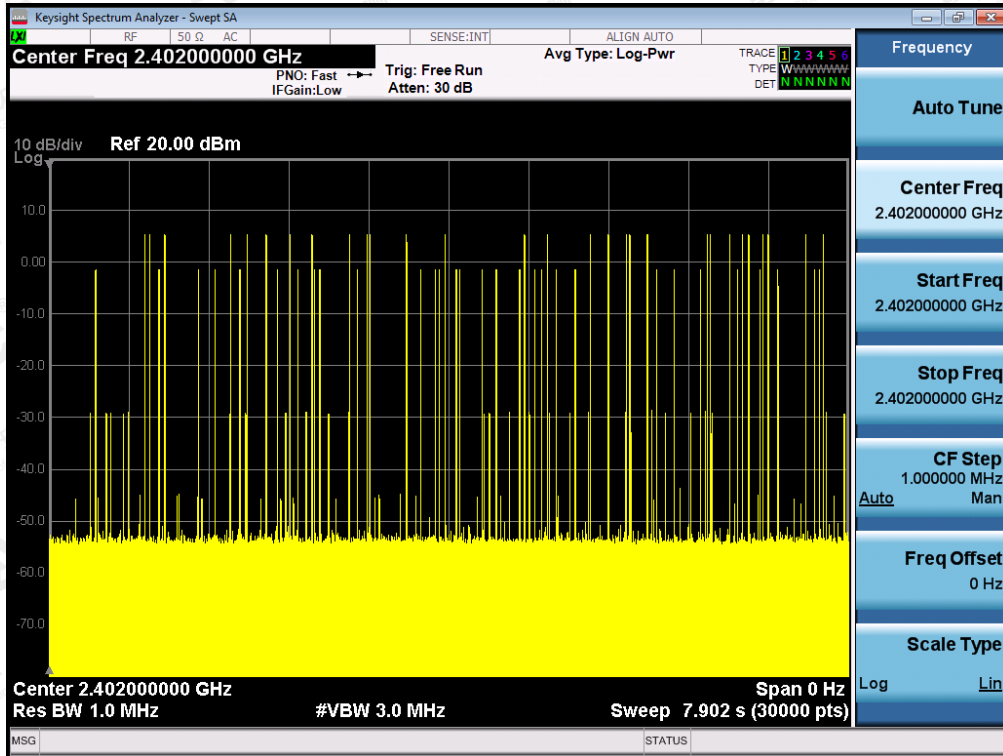 Keysight Spectrum Analyzer - Swept SA
LXI RF 50 Ω AC SENSE:INT ALIGN AUTO
Center Freq 2.402000000 GHz
PNO: Fast
IFGain:Low
Trig: Free Run
Atten: 30 dB
Avg Type: Log-Pwr
TRACE 1 2 3 4 5 6
TYPE WWWWWW
DET N N N N N N
10 dB/div Ref 20.00 dBm
Log
10.0
0.00
-10.0
-20.0
-30.0
-40.0
-50.0
-60.0
-70.0
Center 2.402000000 GHz Span 0 Hz
Res BW 1.0 MHz #VBW 3.0 MHz Sweep 7.902 s (30000 pts)
MSG STATUS
Frequency
Auto Tune
Center Freq
2.402000000 GHz
Start Freq
2.402000000 GHz
Stop Freq
2.402000000 GHz
CF Step
1.000000 MHz
Auto Man
Freq Offset
0 Hz
Scale Type
Log Lin